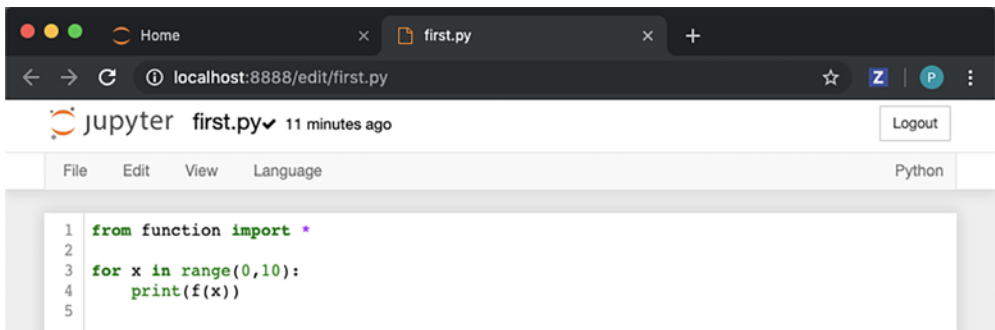 Home first.py
localhost:8888/edit/first.py Z P
jupyter first.py 11 minutes ago Logout
File Edit View Language Python
1 from function import *
2
3 for x in range(0,10):
4     print(f(x))
5